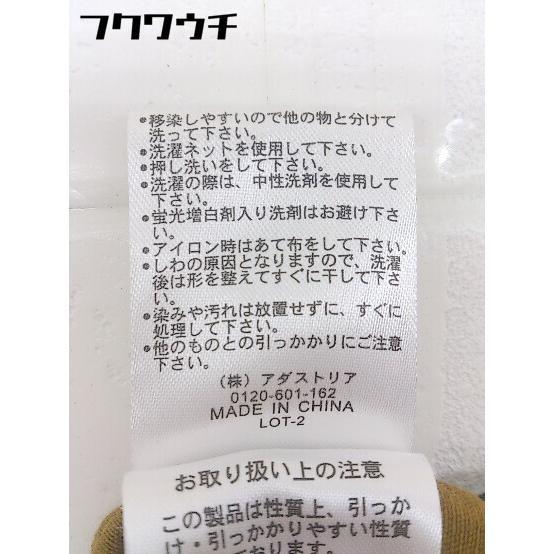 フクワウチ
●移染しやすいので他の物と分けて
洗って下さい。
●洗濯ネットを使用して下さい。
●押し洗いをして下さい。
●洗濯の際は、中性洗剤を使用して
下さい。
●蛍光増白剤入り洗剤はお避け下さ
い。
●アイロン時はあて布をして下さい。
●しわの原因となりますので、洗濯
後は形を整えてすぐに干して下さ
い。
●染みや汚れは放置せずに、すぐに
処理して下さい。
●他のものとの引っかかりにご注意
下さい。
(株) アダストリア
0120-601-162
MADE IN CHINA
LOT-2
お取り扱い上の注意
この製品は性質上、引っか
け・引っかかりやすい性質
ております。